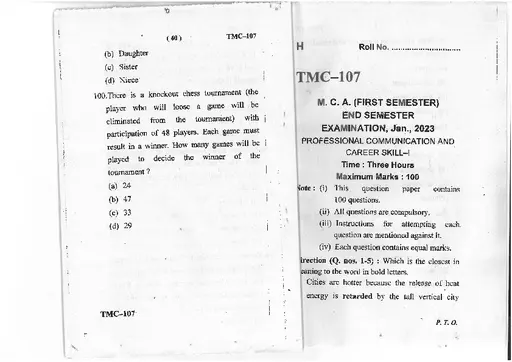 ( 40 ) TMC–107
(b) Daughter
(c) Sister
(d) Niece
100.There is a knockout chess tournament (the
player who will loose a game will be
eliminated from the tournament) with
participation of 48 players. Each game must
result in a winner. How many games will be
played to decide the winner of the
tournament ?
(a) 24
(b) 47
(c) 33
(d) 29
TMC–107
H Roll No. ..............................
TMC–107
M. C. A. (FIRST SEMESTER)
END SEMESTER
EXAMINATION, Jan., 2023
PROFESSIONAL COMMUNICATION AND
CAREER SKILL–I
Time : Three Hours
Maximum Marks : 100
Note : (i) This question paper contains
100 questions.
(ii) All questions are compulsory.
(iii) Instructions for attempting each
question are mentioned against it.
(iv) Each question contains equal marks.
irection (Q. nos. 1-5) : Which is the closest in
eaning to the word in bold letters.
Cities are hotter because the release of heat
energy is retarded by the tall vertical city
P. T. O.